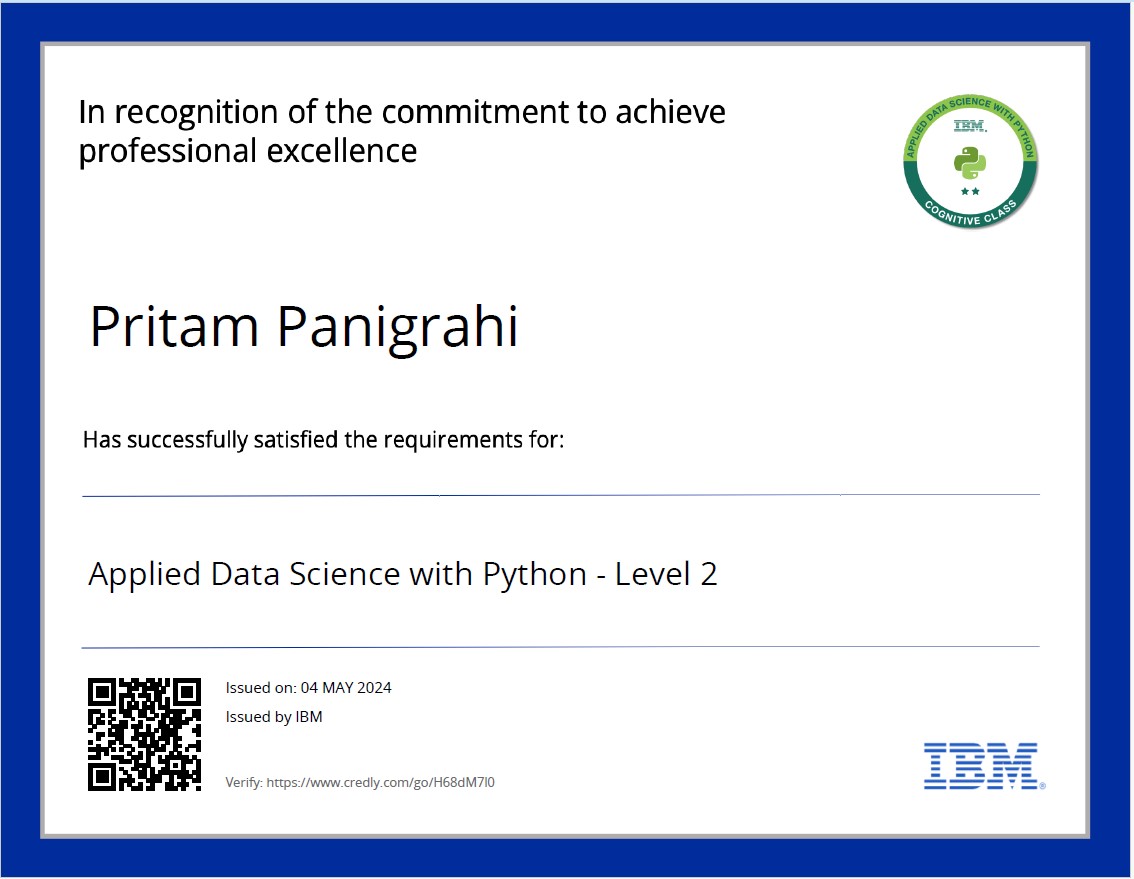 In recognition of the commitment to achieve
professional excellence
APPLIED DATA SCIENCE WITH PYTHON
IBM.
COGNITIVE CLASS
Pritam Panigrahi
Has successfully satisfied the requirements for:
Applied Data Science with Python - Level 2
Issued on: 04 MAY 2024
Issued by IBM
Verify: https://www.credly.com/go/H68dM7l0
IBM®